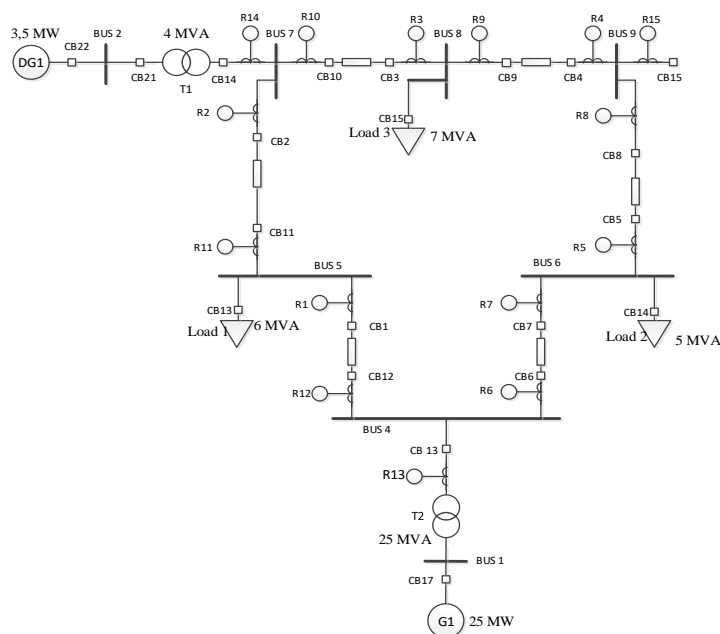 R14 R10 R3 R9 R4 R15
3,5 MW BUS 2 4 MVA BUS 7 BUS 8 BUS 9
DG1 CB22 CB21 T1 CB14 CB10 CB3 CB9 CB4 CB15
R2 CB15 R8
Load 3 7 MVA
CB2 CB8
CB11 CB5
R11 R5
BUS 5 BUS 6
CB13 R1 R7 CB14
Load 1 6 MVA CB1 CB7 Load 2 5 MVA
CB12 CB6
R12 R6
BUS 4
CB 13
R13
T2
25 MVA
BUS 1
CB17
G1 25 MW